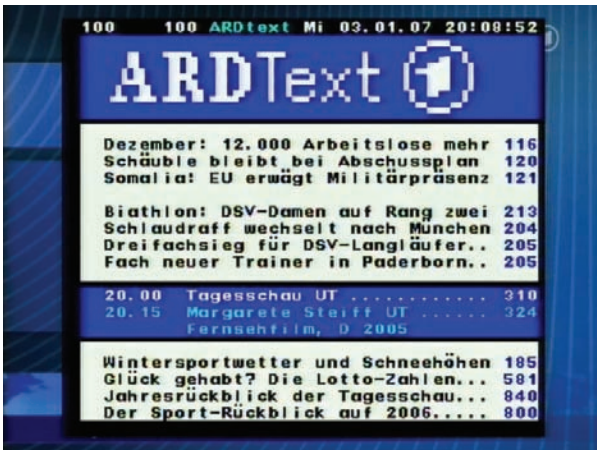 100 100 ARDtext Mi 03.01.07 20:08:52
ARDText 1
Dezember: 12.000 Arbeitslose mehr 116
Schäuble bleibt bei Abschussplan 120
Somalia: EU erwägt Militärpräsenz 121
Biathlon: DSV-Damen auf Rang zwei 213
Schlaudraff wechselt nach München 204
Dreifachsieg für DSV-Langläufer.. 205
Fach neuer Trainer in Paderborn.. 205
20.00 Tagesschau UT ............ 310
20.15 Margarete Steiff UT ...... 324
Fernsehfilm, D 2005
Wintersportwetter und Schneehöhen 185
Glück gehabt? Die Lotto-Zahlen... 581
Jahresrückblick der Tagesschau... 840
Der Sport-Rückblick auf 2006..... 800